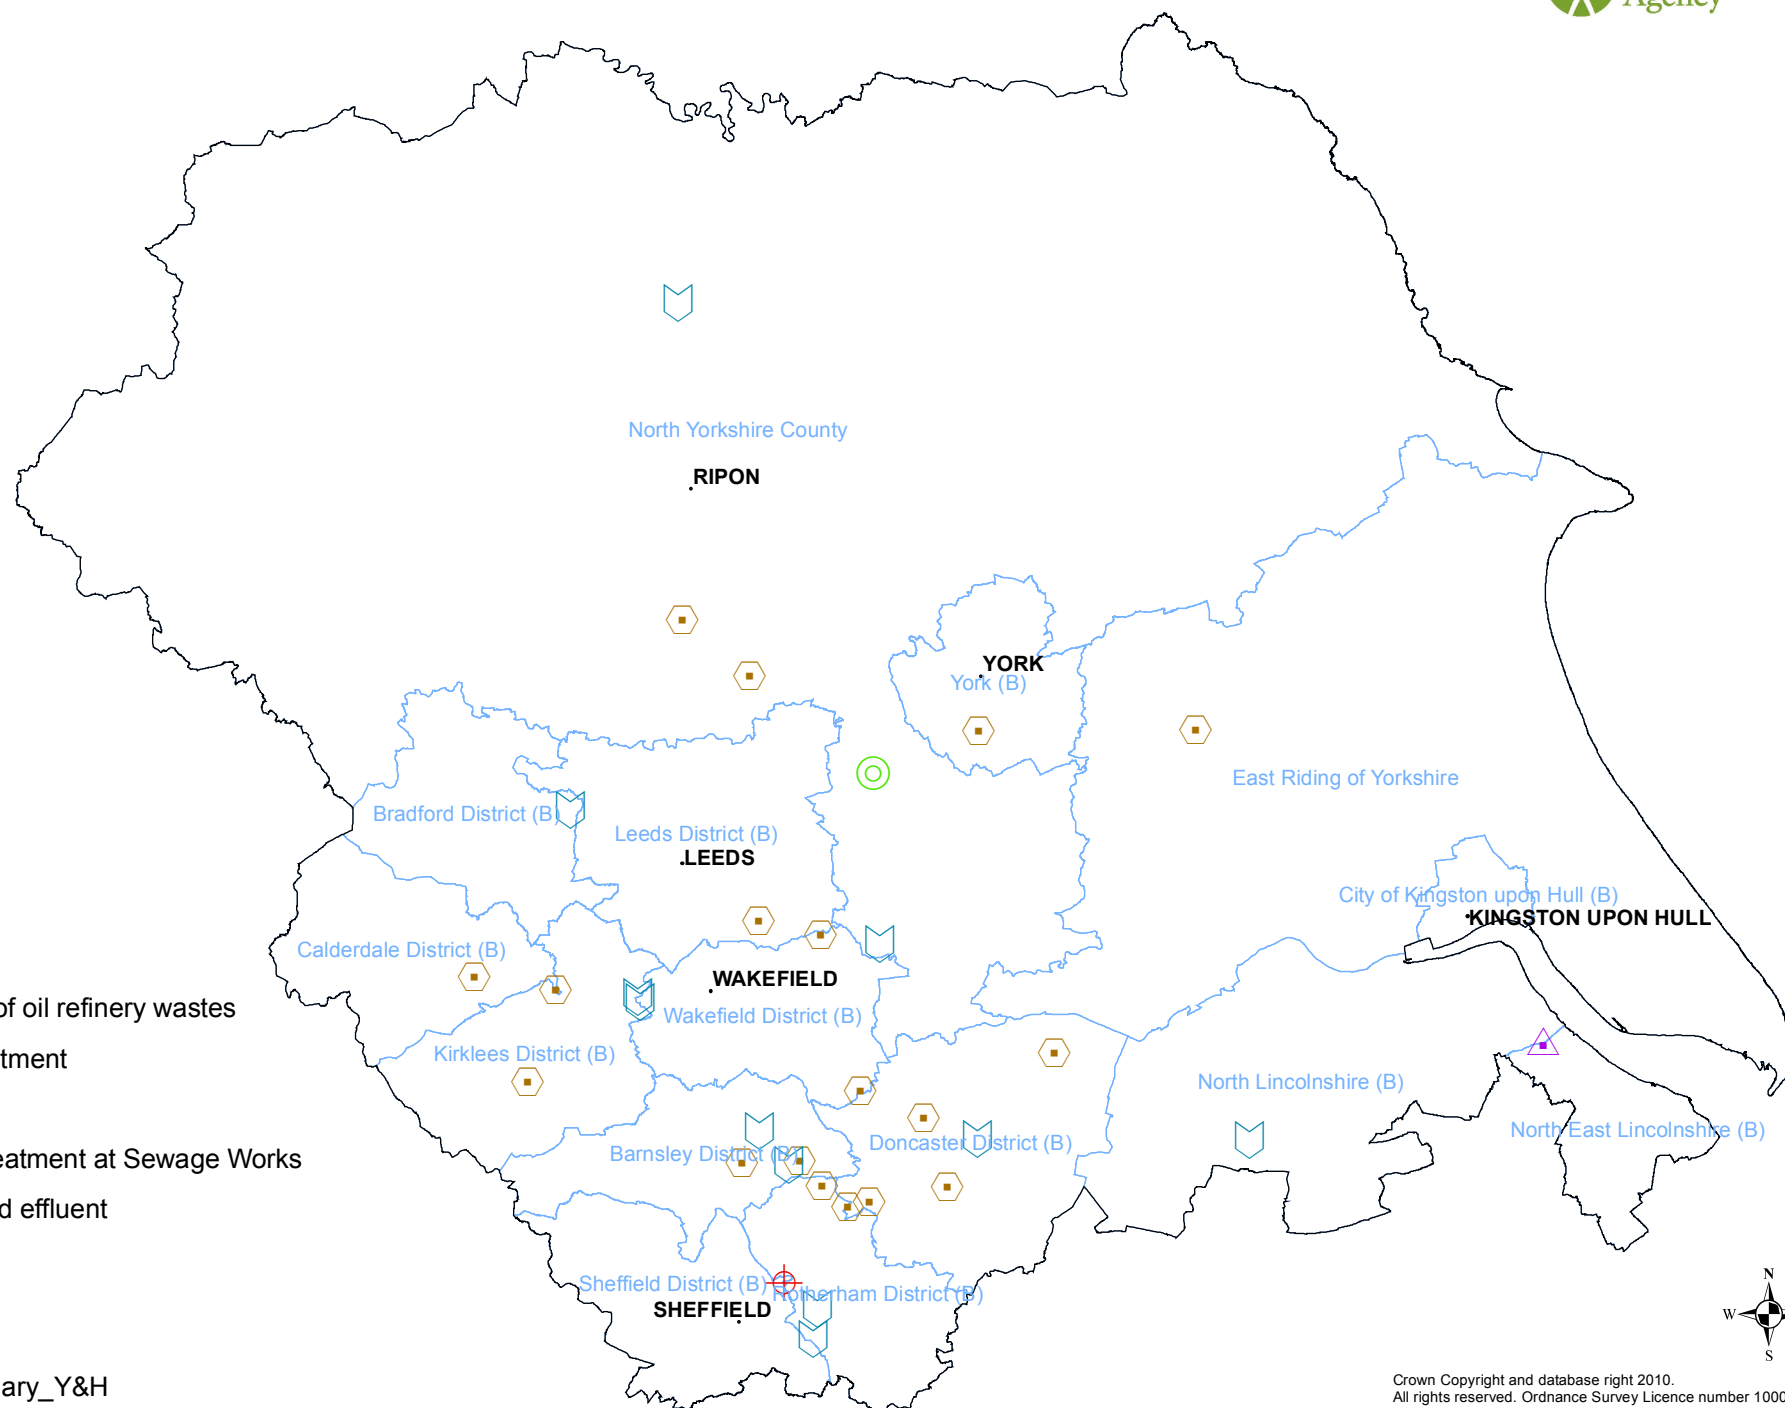 Agency
North Yorkshire County
RIPON
YORK
York (B)
East Riding of Yorkshire
Bradford District (B)
Leeds District (B)
LEEDS
City of Kingston upon Hull (B)
KINGSTON UPON HULL
Calderdale District (B)
WAKEFIELD
of oil refinery wastes
Wakefield District (B)
Kirklees District (B)
tment
North Lincolnshire (B)
North East Lincolnshire (B)
Doncaster District (B)
Barnsley District (B)
eatment at Sewage Works
d effluent
Sheffield District (B)
Rotherham District (B)
SHEFFIELD
N
W
S
ary_Y&H
Crown Copyright and database right 2010.
All rights reserved. Ordnance Survey Licence number 1000